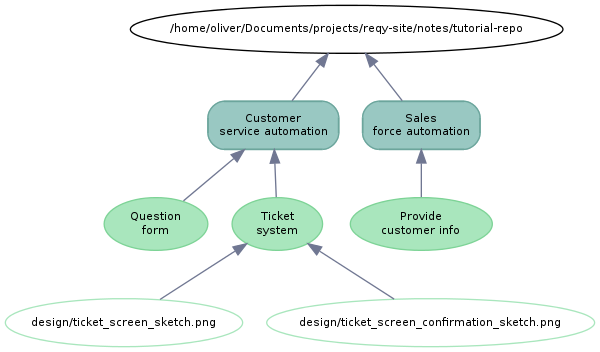 /home/oliver/Documents/projects/reqy-site/notes/tutorial-repo
Customer
service automation
Sales
force automation
Question
form
Ticket
system
Provide
customer info
design/ticket_screen_sketch.png
design/ticket_screen_confirmation_sketch.png